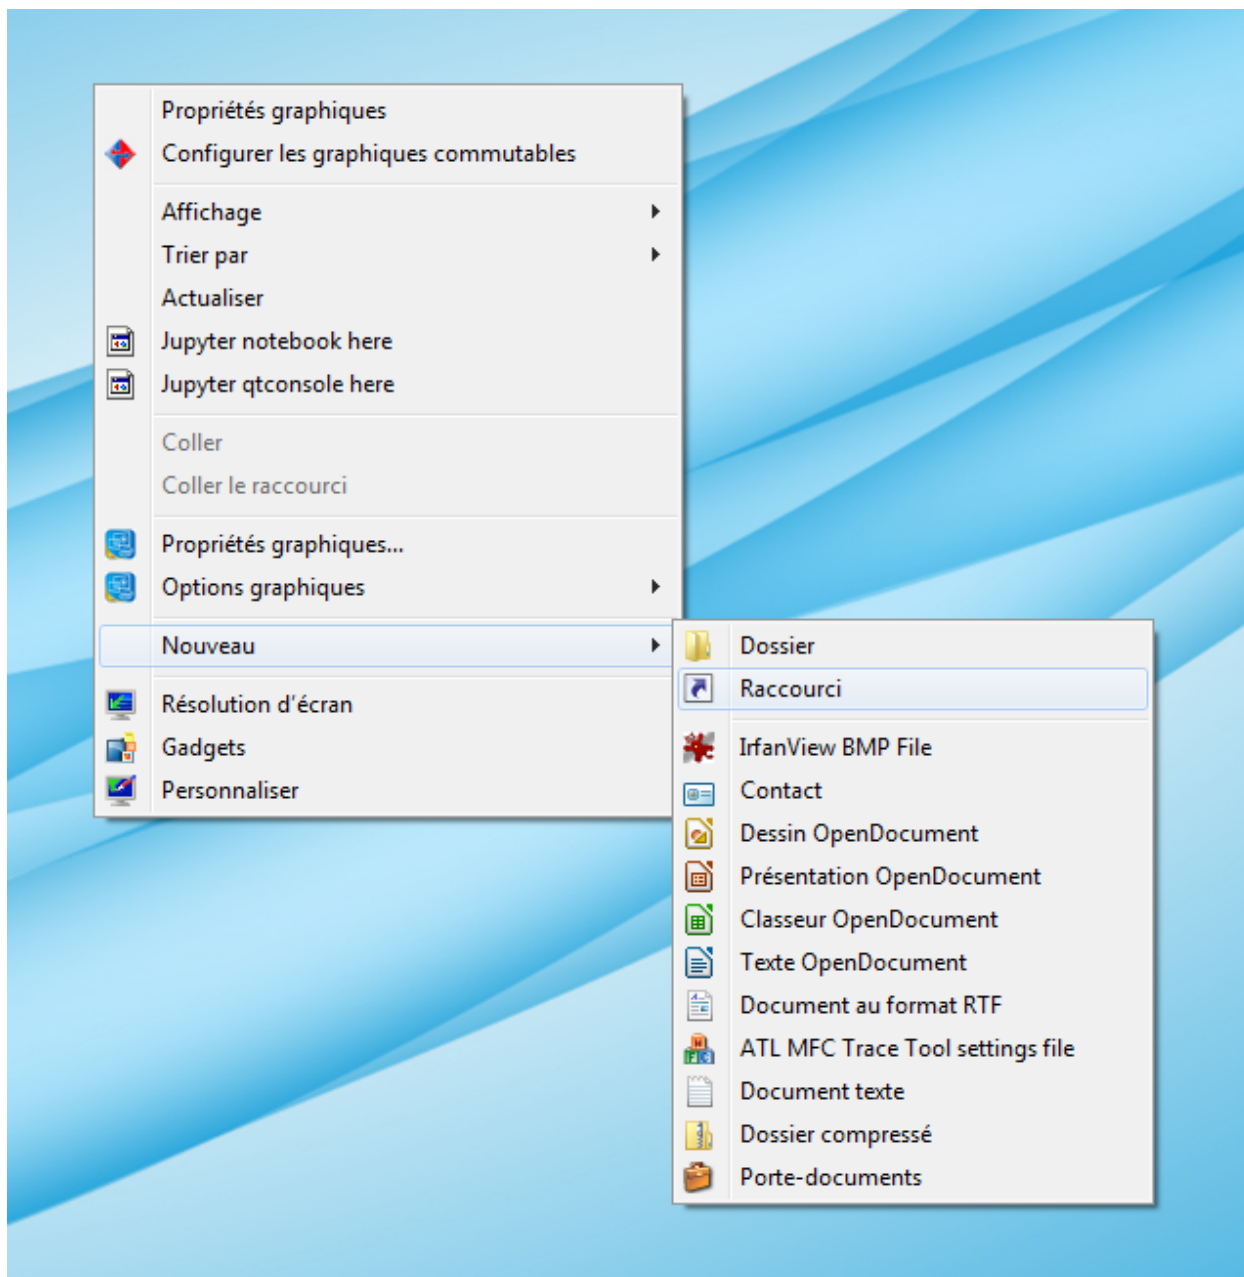 Propriétés graphiques
Configurer les graphiques commutables
Affichage
Trier par
Actualiser
Jupyter notebook here
Jupyter qtconsole here
Coller
Coller le raccourci
Propriétés graphiques...
Options graphiques
Nouveau
Résolution d'écran
Gadgets
Personnaliser
Dossier
Raccourci
IrfanView BMP File
Contact
Dessin OpenDocument
Présentation OpenDocument
Classeur OpenDocument
Texte OpenDocument
Document au format RTF
ATL MFC Trace Tool settings file
Document texte
Dossier compressé
Porte-documents